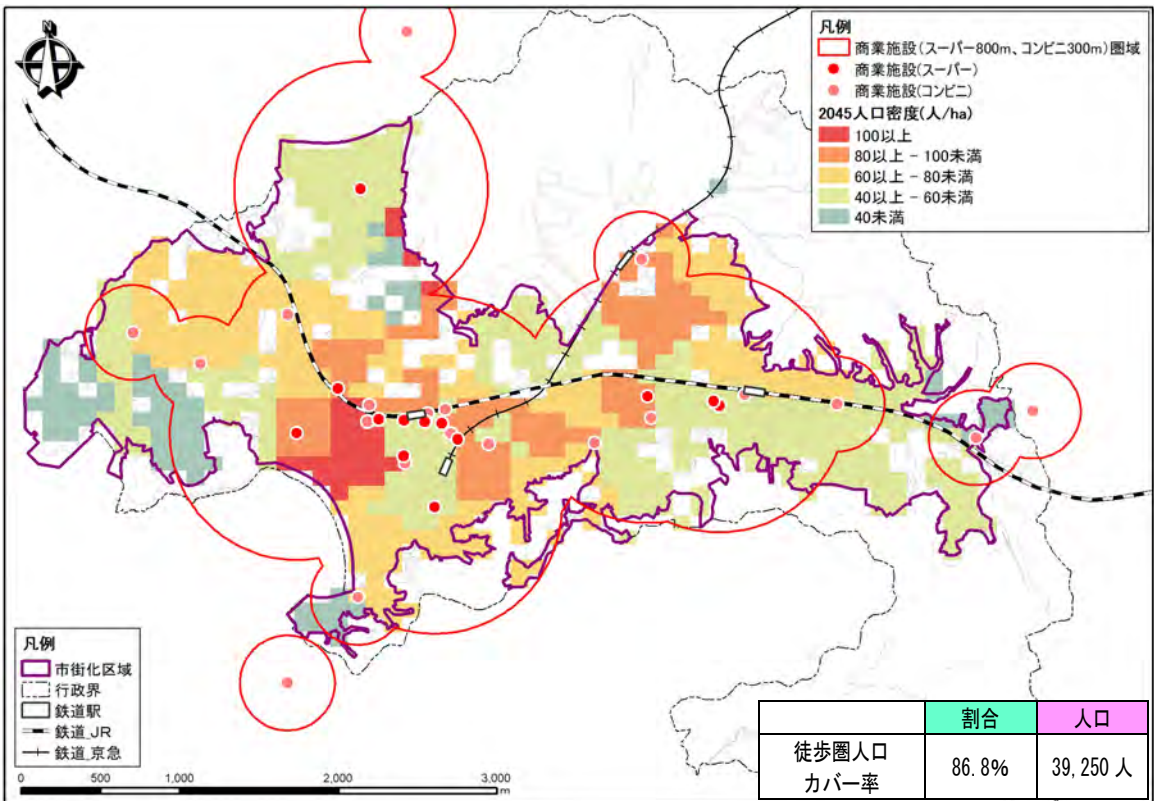 N
凡例
商業施設(スーパー800m、コンビニ300m)圏域
商業施設(スーパー)
商業施設(コンビニ)
2045人口密度(人/ha)
100以上
80以上 - 100未満
60以上 - 80未満
40以上 - 60未満
40未満
凡例
市街化区域
行政界
鉄道駅
鉄道_JR
鉄道_京急
0 500 1,000 2,000 3,000
m
割合 人口
徒歩圏人口
カバー率 86.8% 39,250 人